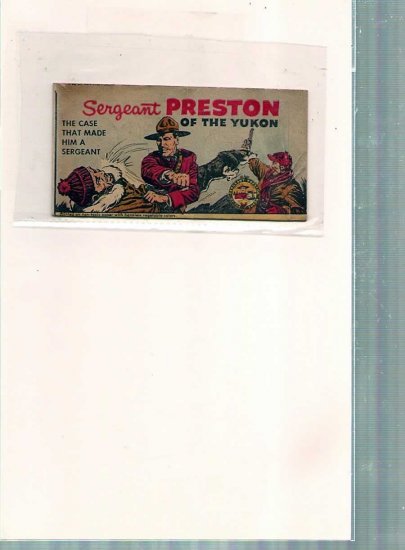 Sergeant PRESTON
OF THE YUKON
THE CASE
THAT MADE
HIM A
SERGEANT